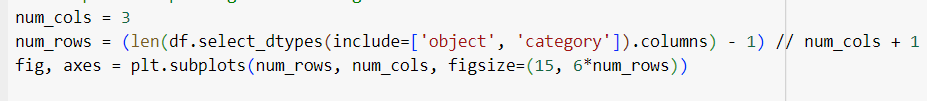 num_cols = 3
num_rows = (len(df.select_dtypes(include=['object', 'category']).columns) - 1) // num_cols + 1
fig, axes = plt.subplots(num_rows, num_cols, figsize=(15, 6*num_rows))